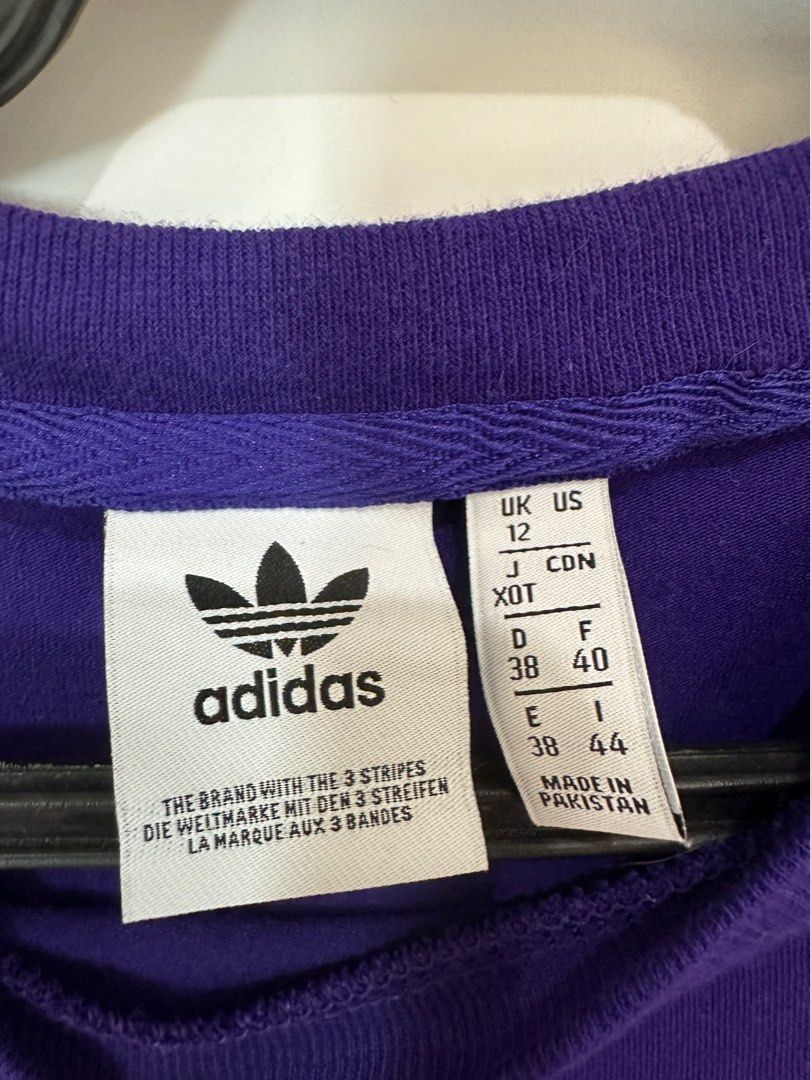 adidas
THE BRAND WITH THE 3 STRIPES
DIE WELTMARKE MIT DEN 3 STREIFEN
LA MARQUE AUX 3 BANDES
UK US
12
J CDN
XOT
D F
38 40
E I
38 44
MADE IN
PAKISTAN